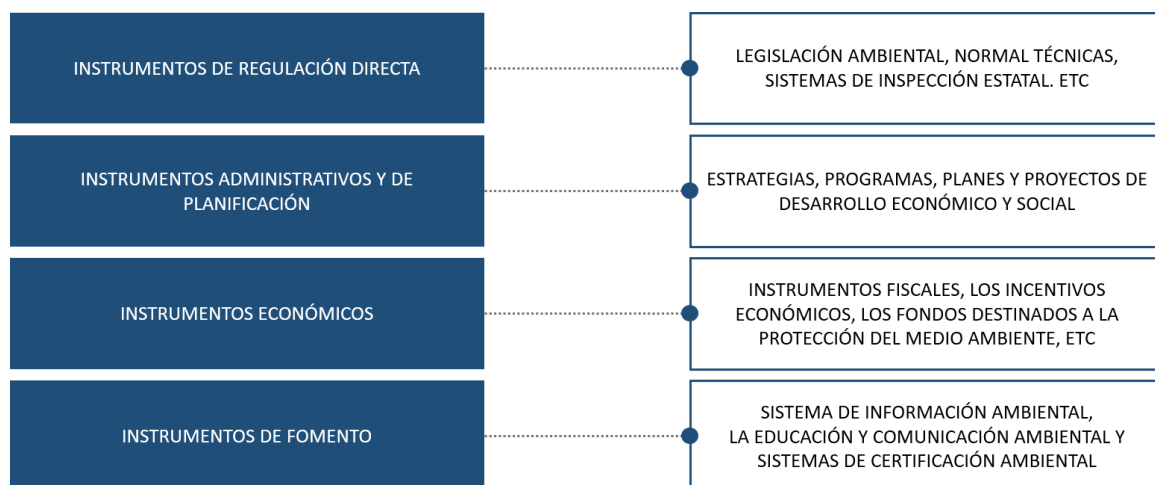 INSTRUMENTOS DE REGULACIÓN DIRECTA
LEGISLACIÓN AMBIENTAL, NORMAL TÉCNICAS,
SISTEMAS DE INSPECCIÓN ESTATAL. ETC
INSTRUMENTOS ADMINISTRATIVOS Y DE
PLANIFICACIÓN
ESTRATEGIAS, PROGRAMAS, PLANES Y PROYECTOS DE
DESARROLLO ECONÓMICO Y SOCIAL
INSTRUMENTOS ECONÓMICOS
INSTRUMENTOS FISCALES, LOS INCENTIVOS
ECONÓMICOS, LOS FONDOS DESTINADOS A LA
PROTECCIÓN DEL MEDIO AMBIENTE, ETC
INSTRUMENTOS DE FOMENTO
SISTEMA DE INFORMACIÓN AMBIENTAL,
LA EDUCACIÓN Y COMUNICACIÓN AMBIENTAL Y
SISTEMAS DE CERTIFICACIÓN AMBIENTAL